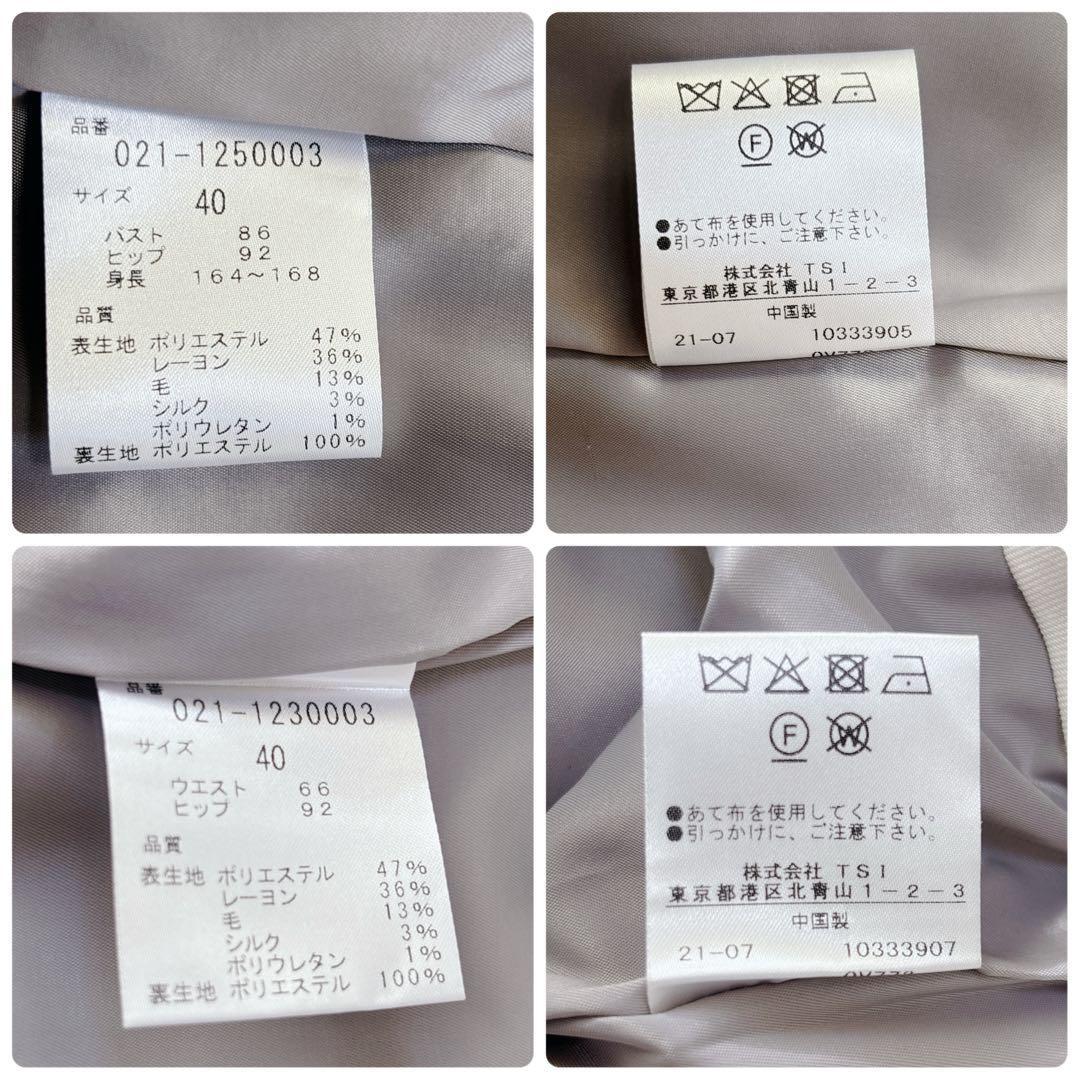 品番
021-1250003
サイズ 40
バスト 86
ヒップ 92
身長 164～168
品質
表生地 ポリエステル 47%
レーヨン 36%
毛 13%
シルク 3%
ポリウレタン 1%
裏生地 ポリエステル 100%
F W
●あて布を使用してください。
●引っかけに、ご注意下さい。
株式会社 TSI
東京都港区北青山1-2-3
中国製
21-07 10333905
品番
021-1230003
サイズ 40
ウエスト 66
ヒップ 92
品質
表生地 ポリエステル 47%
レーヨン 36%
毛 13%
シルク 3%
ポリウレタン 1%
裏生地 ポリエステル 100%
F W
●あて布を使用してください。
●引っかけに、ご注意下さい。
株式会社 TSI
東京都港区北青山1-2-3
中国製
21-07 10333907